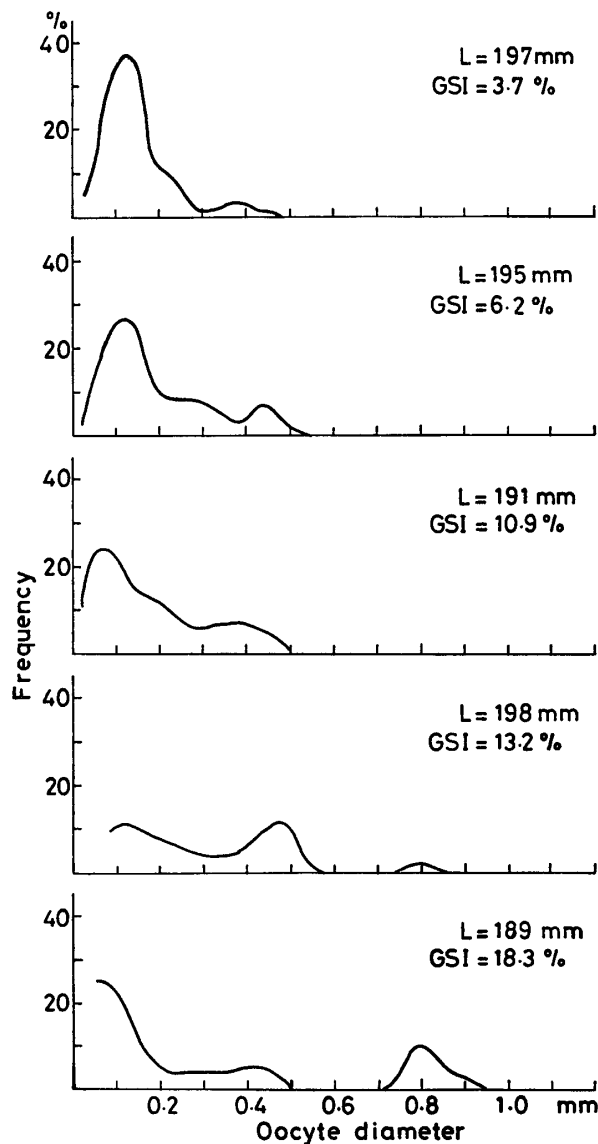 %
40
20
L = 197 mm
GSI = 3·7 %
40
20
L = 195 mm
GSI = 6·2 %
40
20
L = 191 mm
GSI = 10·9 %
Frequency
40
20
L = 198 mm
GSI = 13·2 %
40
20
L = 189 mm
GSI = 18·3 %
0.2 0.4 0.6 0.8 1.0 mm
Oocyte diameter